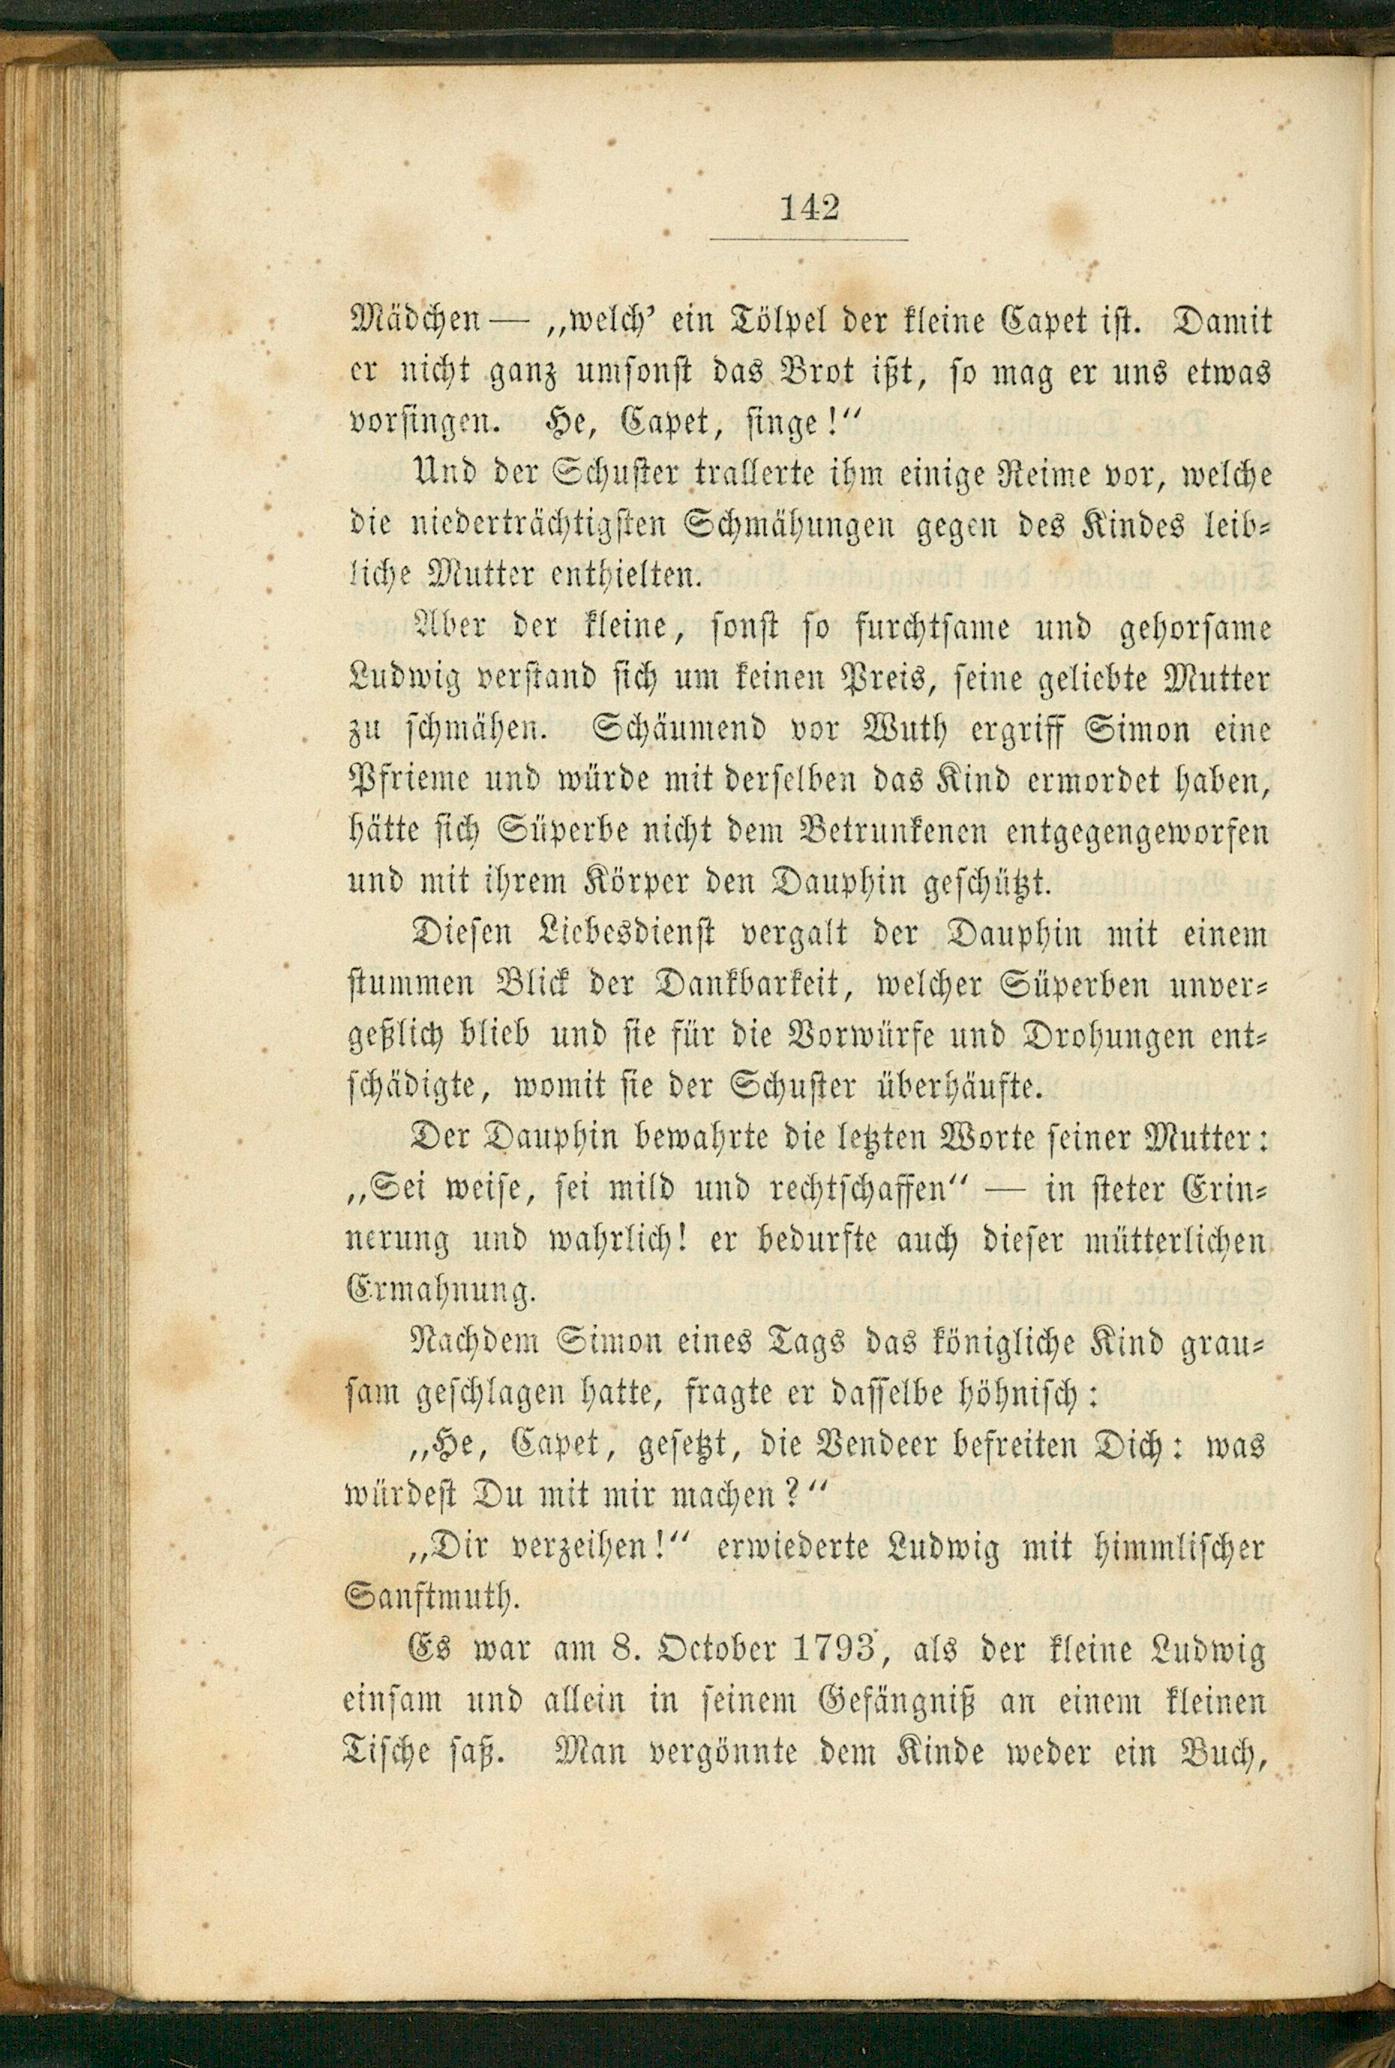 142
Mädchen — „welch’ ein Tölpel der kleine Capet ist. Damit
er nicht ganz umsonst das Brot ißt, so mag er uns etwas
vorsingen. He, Capet, singe!“
Und der Schuster trallerte ihm einige Reime vor, welche
die niederträchtigsten Schmähungen gegen des Kindes leib-
liche Mutter enthielten.
Aber der kleine, sonst so furchtsame und gehorsame
Ludwig verstand sich um keinen Preis, seine geliebte Mutter
zu schmähen. Schäumend vor Wuth ergriff Simon eine
Pfrieme und würde mit derselben das Kind ermordet haben,
hätte sich Süperbe nicht dem Betrunkenen entgegengeworfen
und mit ihrem Körper den Dauphin geschützt.
Diesen Liebesdienst vergalt der Dauphin mit einem
stummen Blick der Dankbarkeit, welcher Süperben unver-
geßlich blieb und sie für die Vorwürfe und Drohungen ent-
schädigte, womit sie der Schuster überhäufte.
Der Dauphin bewahrte die letzten Worte seiner Mutter:
„Sei weise, sei mild und rechtschaffen“ — in steter Erin-
nerung und wahrlich! er bedurfte auch dieser mütterlichen
Ermahnung.
Nachdem Simon eines Tags das königliche Kind grau-
sam geschlagen hatte, fragte er dasselbe höhnisch:
„He, Capet, gesetzt, die Vendeer befreiten Dich: was
würdest Du mit mir machen?“
„Dir verzeihen!“ erwiederte Ludwig mit himmlischer
Sanftmuth.
Es war am 8. October 1793, als der kleine Ludwig
einsam und allein in seinem Gefängniß an einem kleinen
Tische saß. Man vergönnte dem Kinde weder ein Buch,